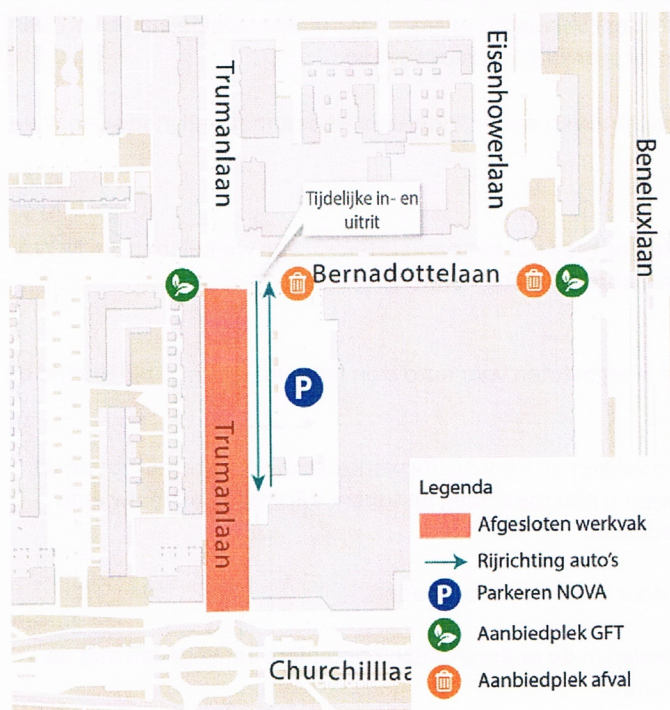 Trumanlaan
Eisenhowerlaan
Beneluxlaan
Tijdelijke in- en
uitrit
Bernadottelaan
P
Trumanlaan
Legenda
Afgesloten werkvak
Rijrichting auto's
P Parkeren NOVA
Aanbiedplek GFT
Aanbiedplek afval
Churchilllaa